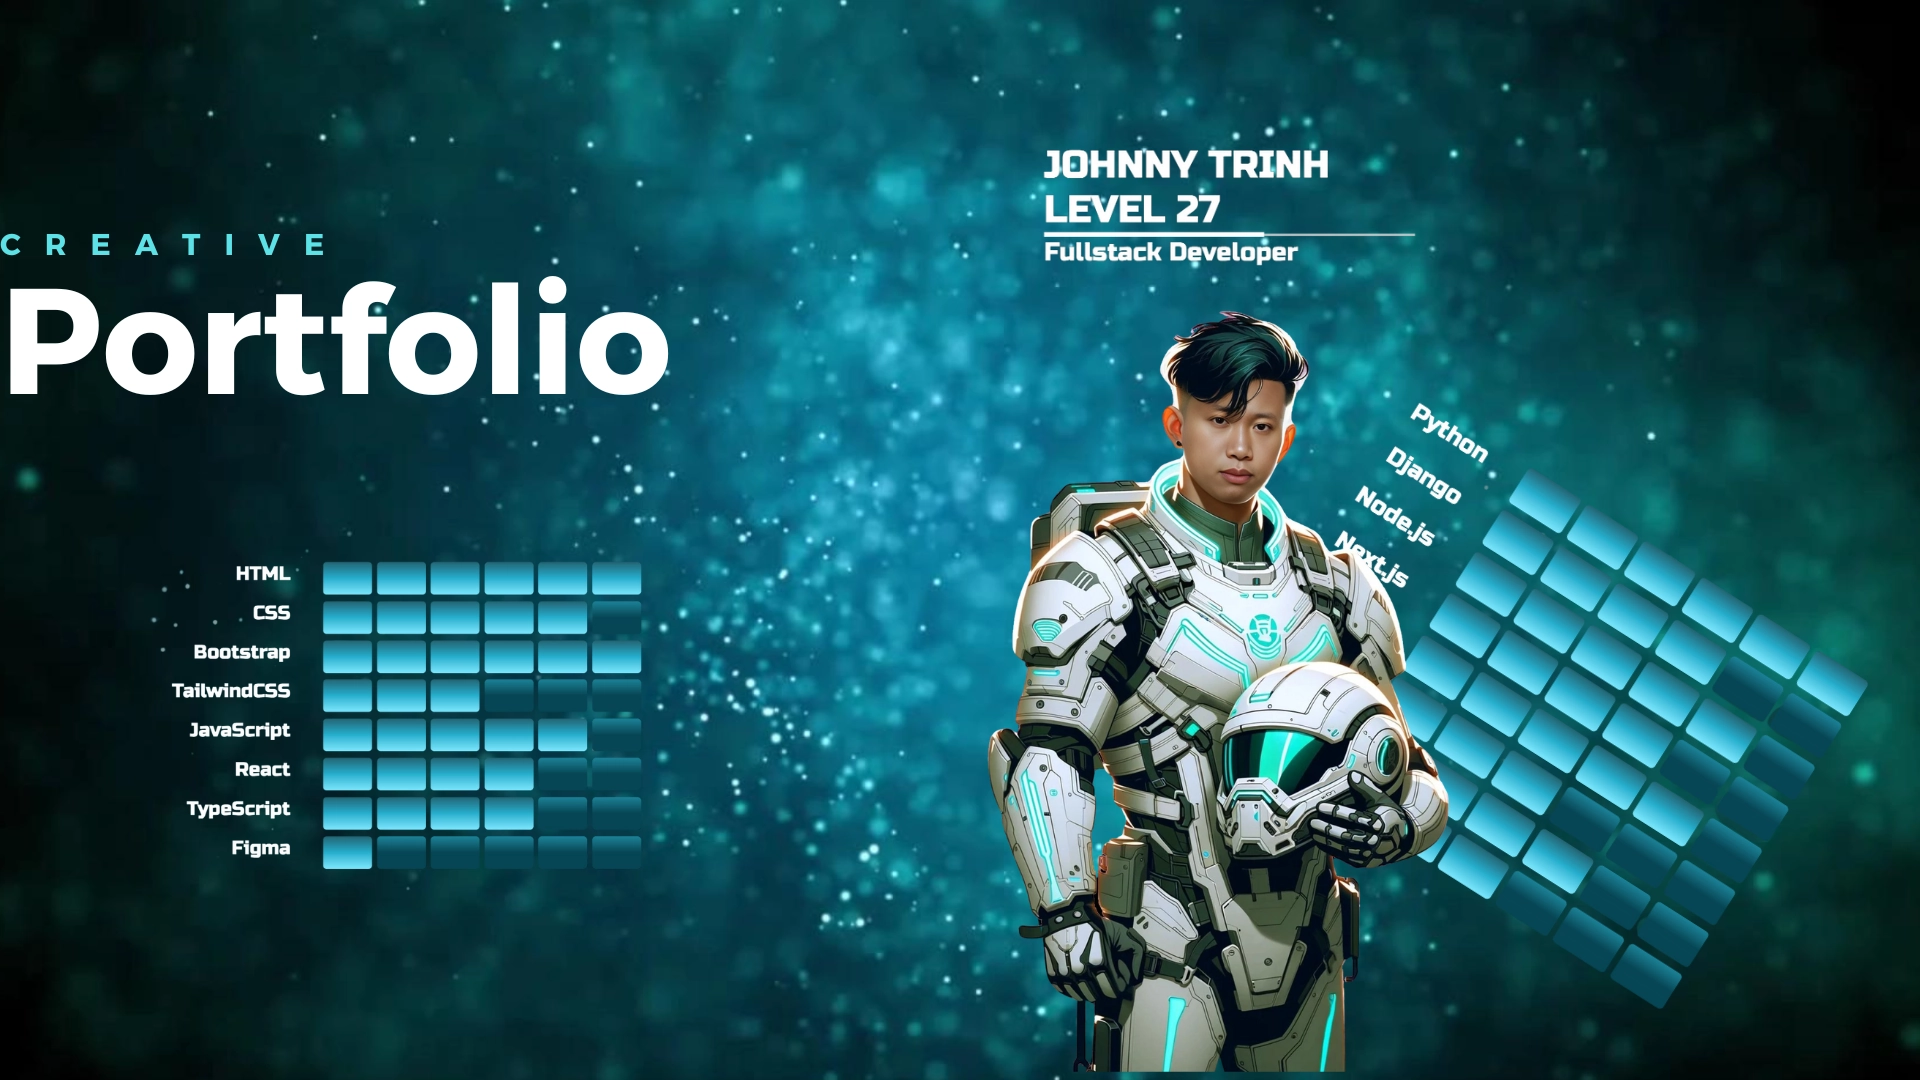 CREATIVE
Portfolio
HTML
CSS
Bootstrap
TailwindCSS
JavaScript
React
TypeScript
Figma
JOHNNY TRINH
LEVEL 27
Fullstack Developer
Python
Django
Node.js
Next.js